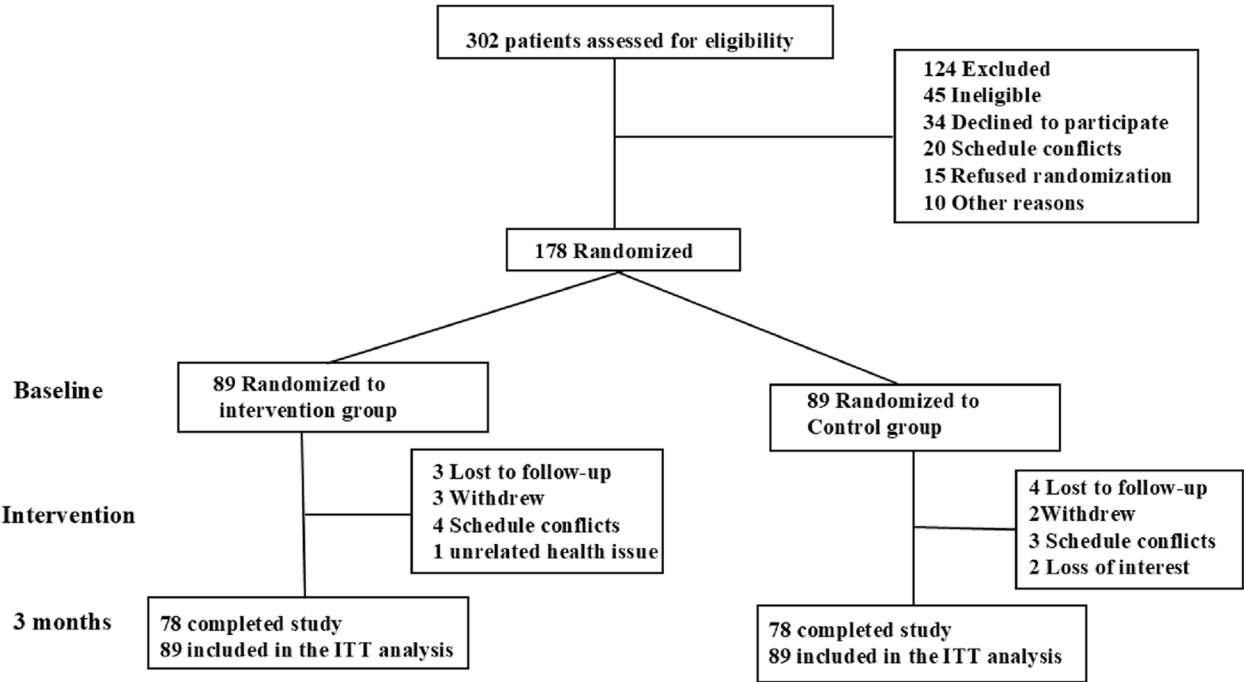 302 patients assessed for eligibility
124 Excluded
45 Ineligible
34 Declined to participate
20 Schedule conflicts
15 Refused randomization
10 Other reasons
178 Randomized
Baseline
89 Randomized to
intervention group
89 Randomized to
Control group
Intervention
3 Lost to follow-up
3 Withdrew
4 Schedule conflicts
1 unrelated health issue
4 Lost to follow-up
2Withdrew
3 Schedule conflicts
2 Loss of interest
3 months
78 completed study
89 included in the ITT analysis
78 completed study
89 included in the ITT analysis